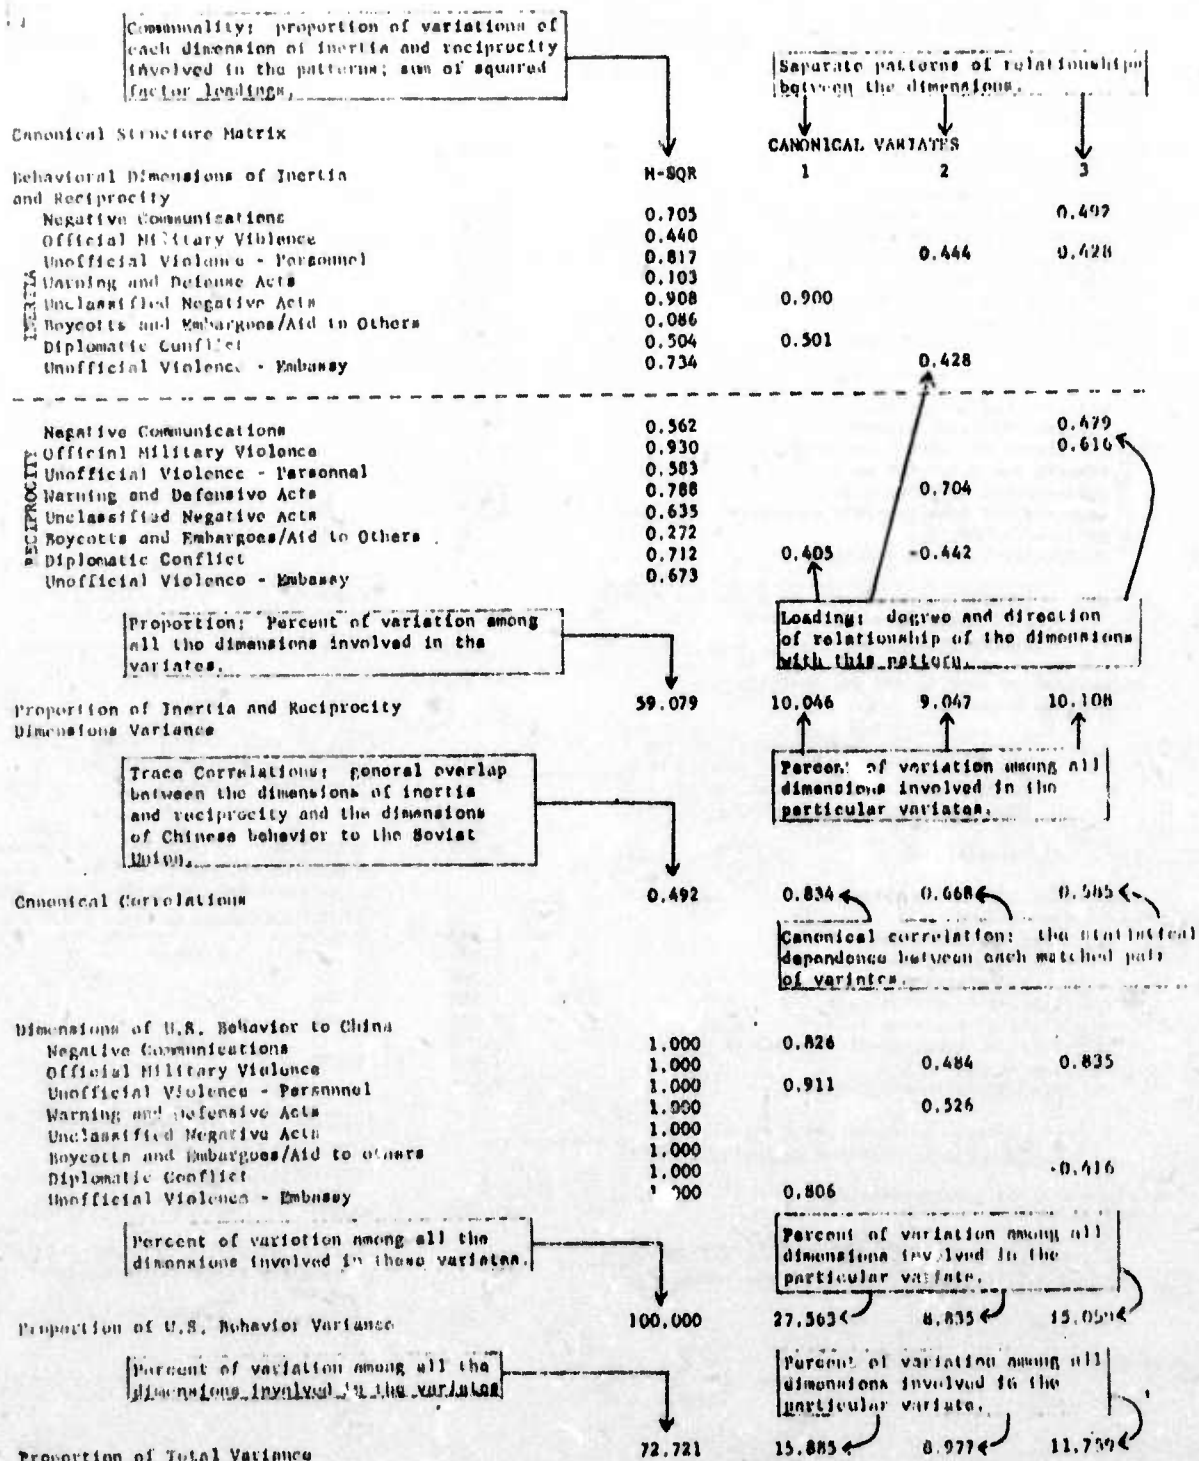 Communality: proportion of variations of
each dimension of inertia and reciprocity
involved in the patterns; sum of squared
factor loadings.
Separate patterns of relationships
between the dimensions.
Canonical Structure Matrix
CANONICAL VARIATES
Behavioral Dimensions of Inertia H-SQR 1 2 3
and Reciprocity
INERTIA
Negative Communications 0.705 0.492
Official Military Violence 0.440
Unofficial Violence - Personnel 0.817 0.444 0.428
Warning and Defense Acts 0.103
Unclassified Negative Acts 0.908 0.900
Boycotts and Embargoes/Aid to Others 0.086
Diplomatic Conflict 0.504 0.501
Unofficial Violence - Embassy 0.734 0.428
RECIPROCITY
Negative Communications 0.562 0.479
Official Military Violence 0.930 0.616
Unofficial Violence - Personnel 0.583
Warning and Defensive Acts 0.788 0.704
Unclassified Negative Acts 0.635
Boycotts and Embargoes/Aid to Others 0.272
Diplomatic Conflict 0.712 0.405 -0.442
Unofficial Violence - Embassy 0.673
Proportion: Percent of variation among
all the dimensions involved in the
variates.
Loading: degree and direction
of relationship of the dimensions
with this pattern.
Proportion of Inertia and Reciprocity 59.079 10.046 9.047 10.108
Dimensions Variance
Trace Correlations: general overlap
between the dimensions of inertia
and reciprocity and the dimensions
of Chinese behavior to the Soviet
Union.
Percent of variation among all
dimensions involved in the
particular variates.
Canonical Correlations 0.492 0.834 0.668 0.585
Canonical correlation: the statistical
dependence between each matched pair
of variates.
Dimensions of U.S. Behavior to China
Negative Communications 1.000 0.826
Official Military Violence 1.000 0.484 0.835
Unofficial Violence - Personnel 1.000 0.911
Warning and Defensive Acts 1.000 0.526
Unclassified Negative Acts 1.000
Boycotts and Embargoes/Aid to others 1.000
Diplomatic Conflict 1.000 -0.416
Unofficial Violence - Embassy 0.806
Percent of variation among all the
dimensions involved in these variates.
Percent of variation among all
dimensions involved in the
particular variate.
Proportion of U.S. Behavior Variance 100.000 27.563 8.835
Percent of variation among all the
dimensions involved in the variates
Percent of variation among all
dimensions involved in the
particular variate.
Proportion of Total Variance 72.721 15.885 8.977